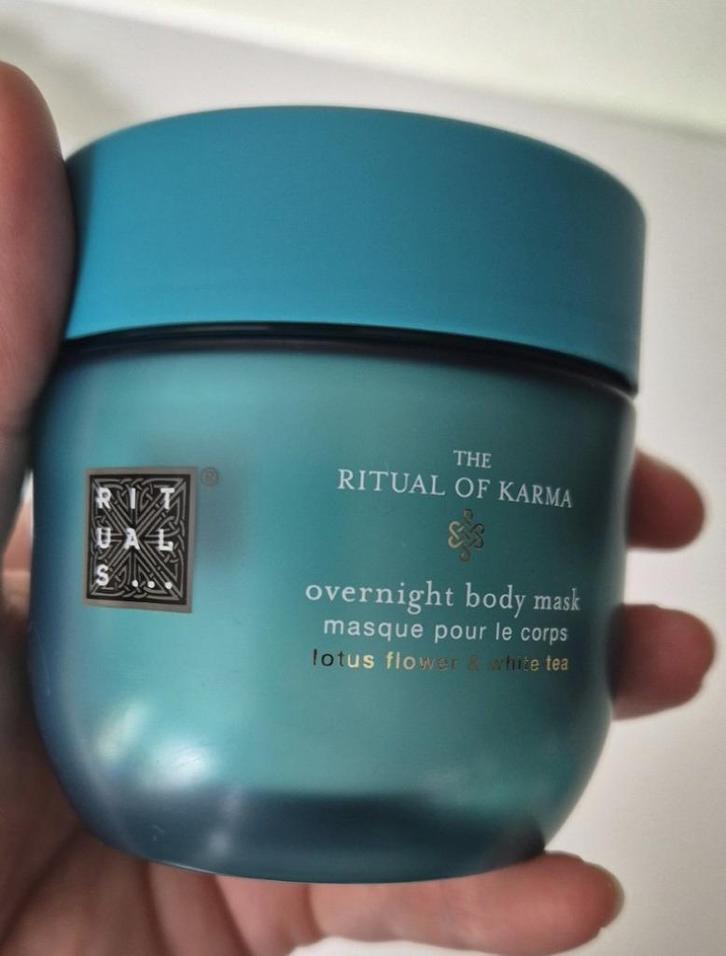 RIT
UAL
S...
®
THE
RITUAL OF KARMA
overnight body mask
masque pour le corps
lotus flower & white tea